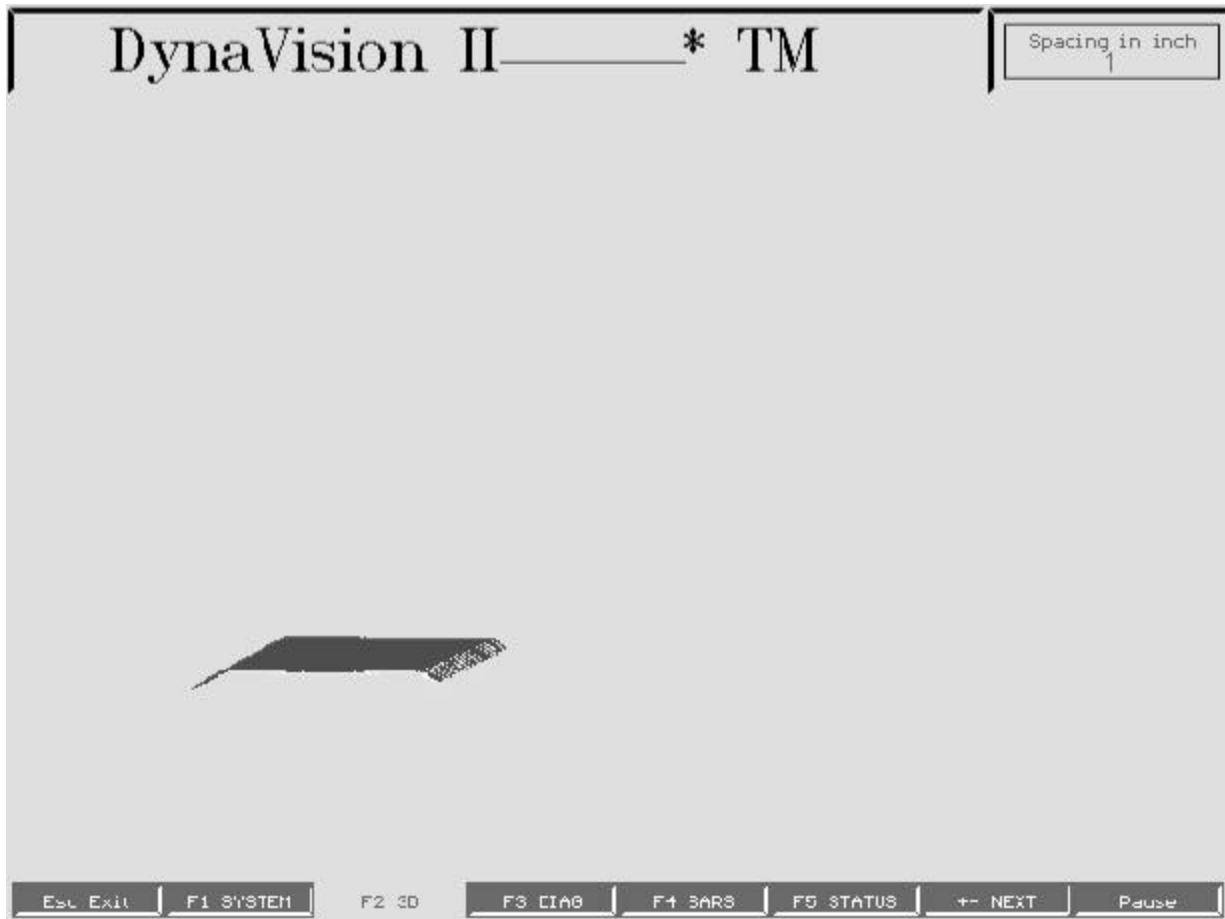 DynaVision II______* TM
Spacing in inch
1
Esc Exit F1 SYSTEM F2 3D F3 DIAG F4 BARS F5 STATUS +- NEXT Pause